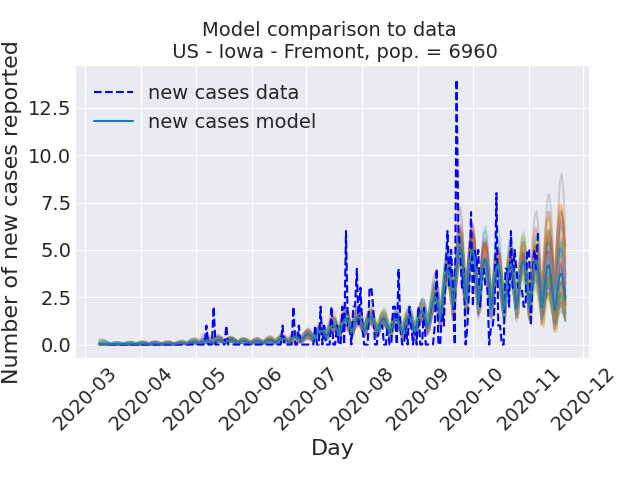 Model comparison to data
US - Iowa - Fremont, pop. = 6960
new cases data
new cases model
Number of new cases reported
12.5
10.0
7.5
5.0
2.5
0.0
2020-03
2020-04
2020-05
2020-06
2020-07
2020-08
2020-09
2020-10
2020-11
2020-12
Day